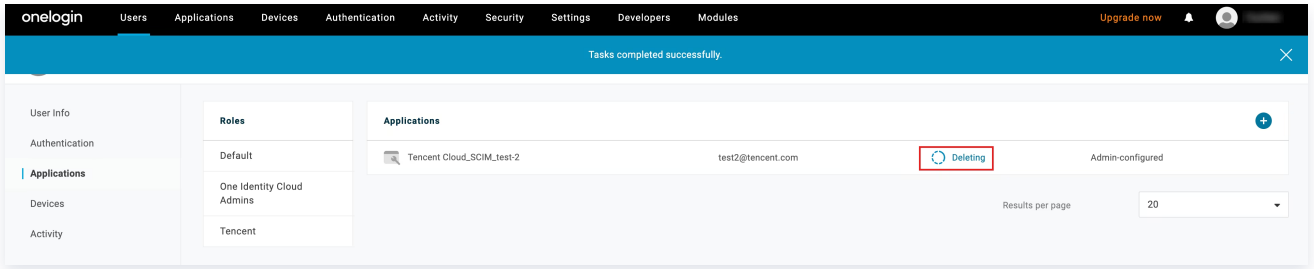 onelogin Users Applications Devices Authentication Activity Security Settings Developers Modules Upgrade now
Tasks completed successfully.
User Info
Authentication
Applications
Devices
Activity
Roles
Default
One Identity Cloud
Admins
Tencent
Applications
Tencent Cloud_SCIM_test-2 test2@tencent.com Deleting Admin-configured
Results per page 20